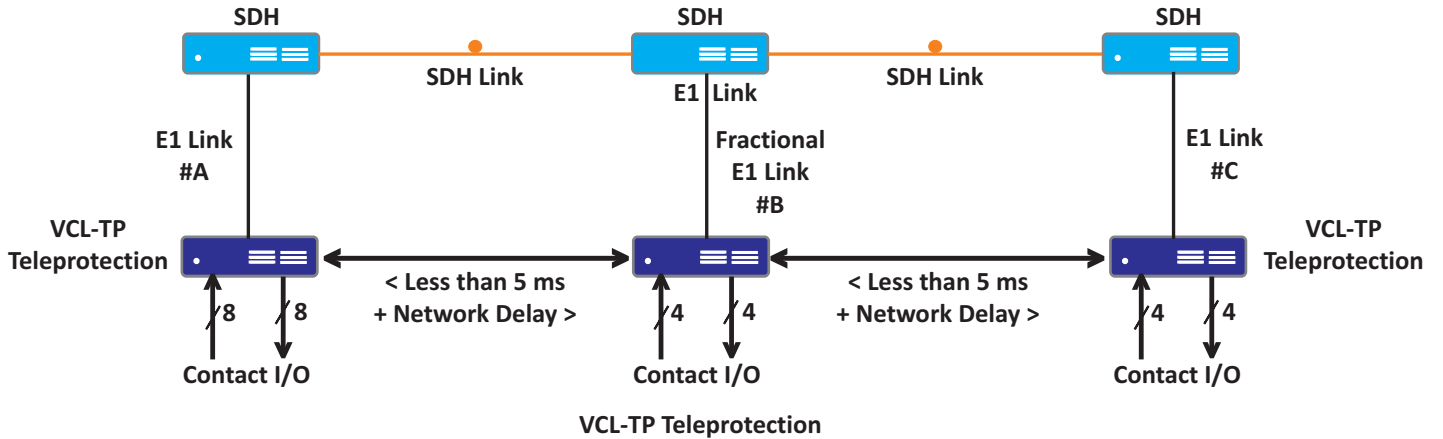 SDH
SDH
SDH
SDH Link
SDH Link
E1 Link
E1 Link
#A
Fractional
E1 Link
#B
E1 Link
#C
VCL-TP
Teleprotection
VCL-TP
Teleprotection
< Less than 5 ms
+ Network Delay >
< Less than 5 ms
+ Network Delay >
8
8
4
4
4
4
Contact I/O
Contact I/O
Contact I/O
VCL-TP Teleprotection